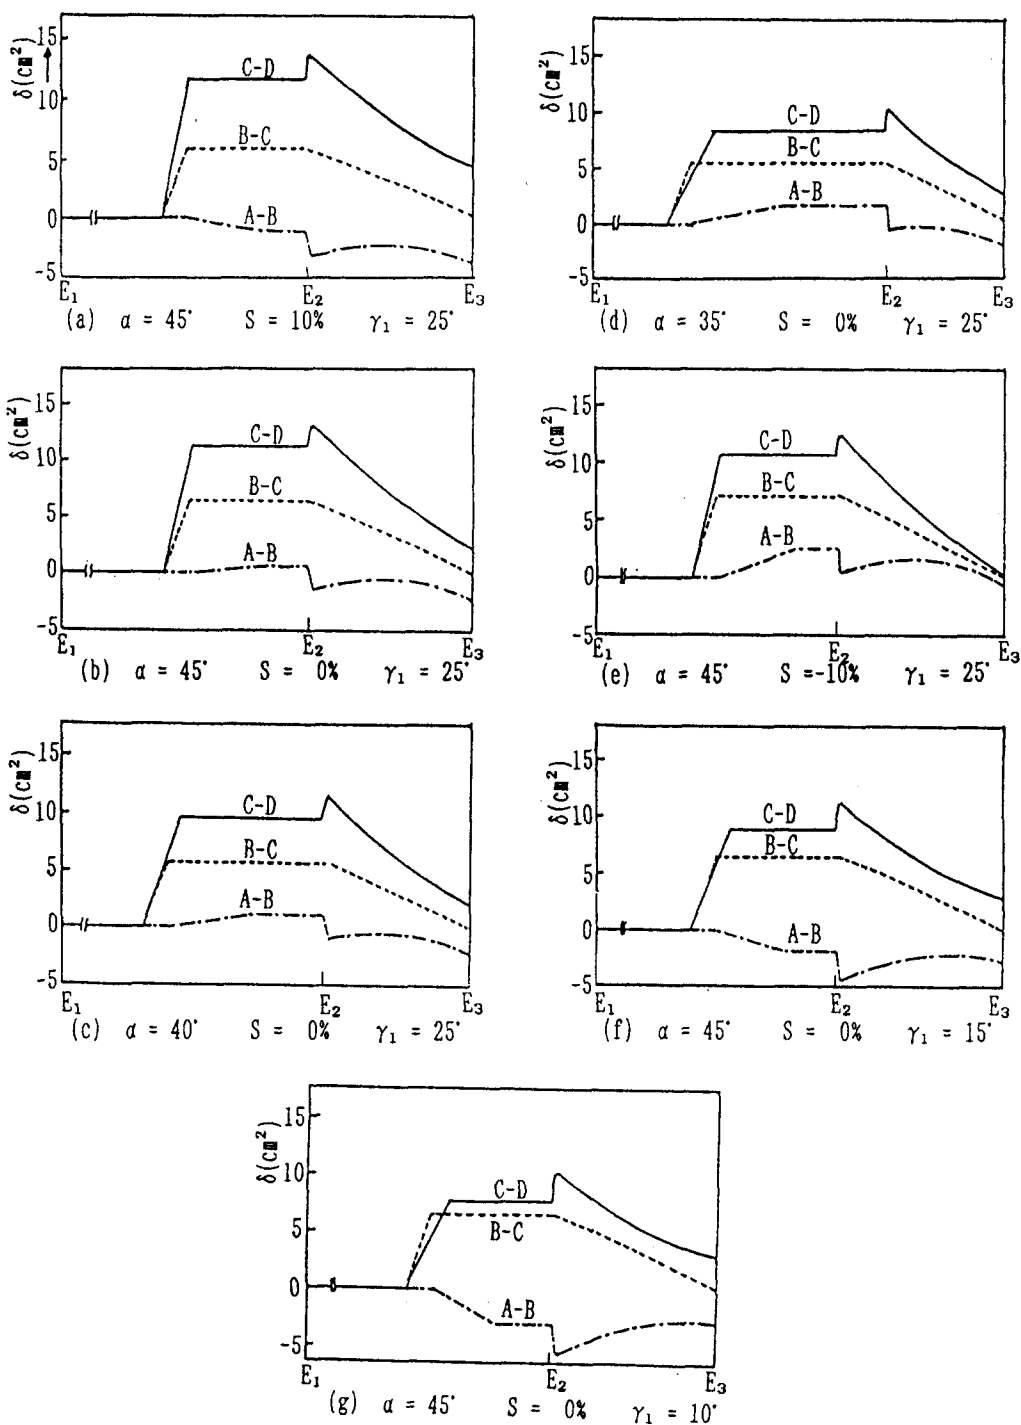 δ(cm²)
15
10
5
0
-5
C-D
B-C
A-B
E₁ E₂ E₃
(a) α = 45° S = 10% γ₁ = 25°
δ(cm²)
15
10
5
0
-5
C-D
B-C
A-B
E₁ E₂ E₃
(b) α = 45° S = 0% γ₁ = 25°
δ(cm²)
15
10
5
0
-5
C-D
B-C
A-B
E₁ E₂ E₃
(c) α = 40° S = 0% γ₁ = 25°
δ(cm²)
15
10
5
0
-5
C-D
B-C
A-B
E₁ E₂ E₃
(d) α = 35° S = 0% γ₁ = 25°
δ(cm²)
15
10
5
0
-5
C-D
B-C
A-B
E₁ E₂ E₃
(e) α = 45° S =-10% γ₁ = 25°
δ(cm²)
15
10
5
0
-5
C-D
B-C
A-B
E₁ E₂ E₃
(f) α = 45° S = 0% γ₁ = 15°
δ(cm²)
15
10
5
0
-5
C-D
B-C
A-B
E₁ E₂ E₃
(g) α = 45° S = 0% γ₁ = 10°